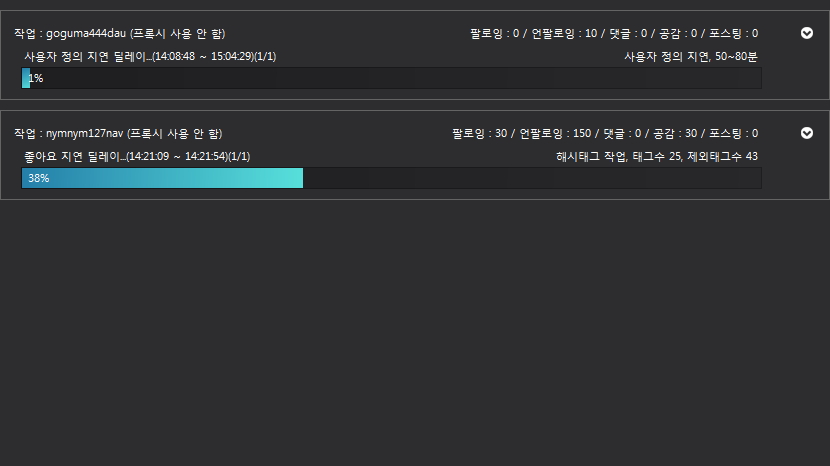 작업 : goguma444dau (프록시 사용 안 함) 팔로잉 : 0 / 언팔로잉 : 10 / 댓글 : 0 / 공감 : 0 / 포스팅 : 0
사용자 정의 지연 딜레이...(14:08:48 ~ 15:04:29)(1/1) 사용자 정의 지연, 50~80분
1%
작업 : nymnym127nav (프록시 사용 안 함) 팔로잉 : 30 / 언팔로잉 : 150 / 댓글 : 0 / 공감 : 30 / 포스팅 : 0
좋아요 지연 딜레이...(14:21:09 ~ 14:21:54)(1/1) 해시태그 작업, 태그수 25, 제외태그수 43
38%